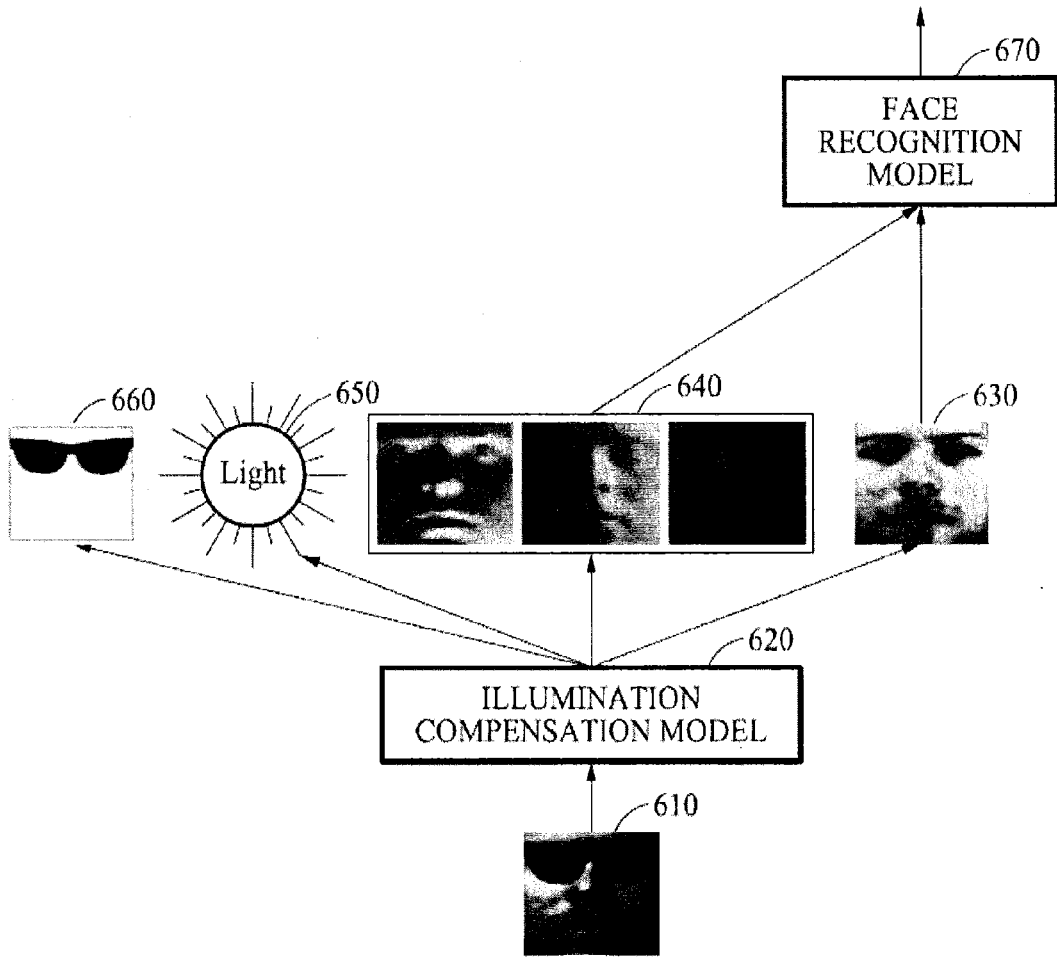 670
FACE
RECOGNITION
MODEL
660
650
640
630
Light
620
ILLUMINATION
COMPENSATION MODEL
610